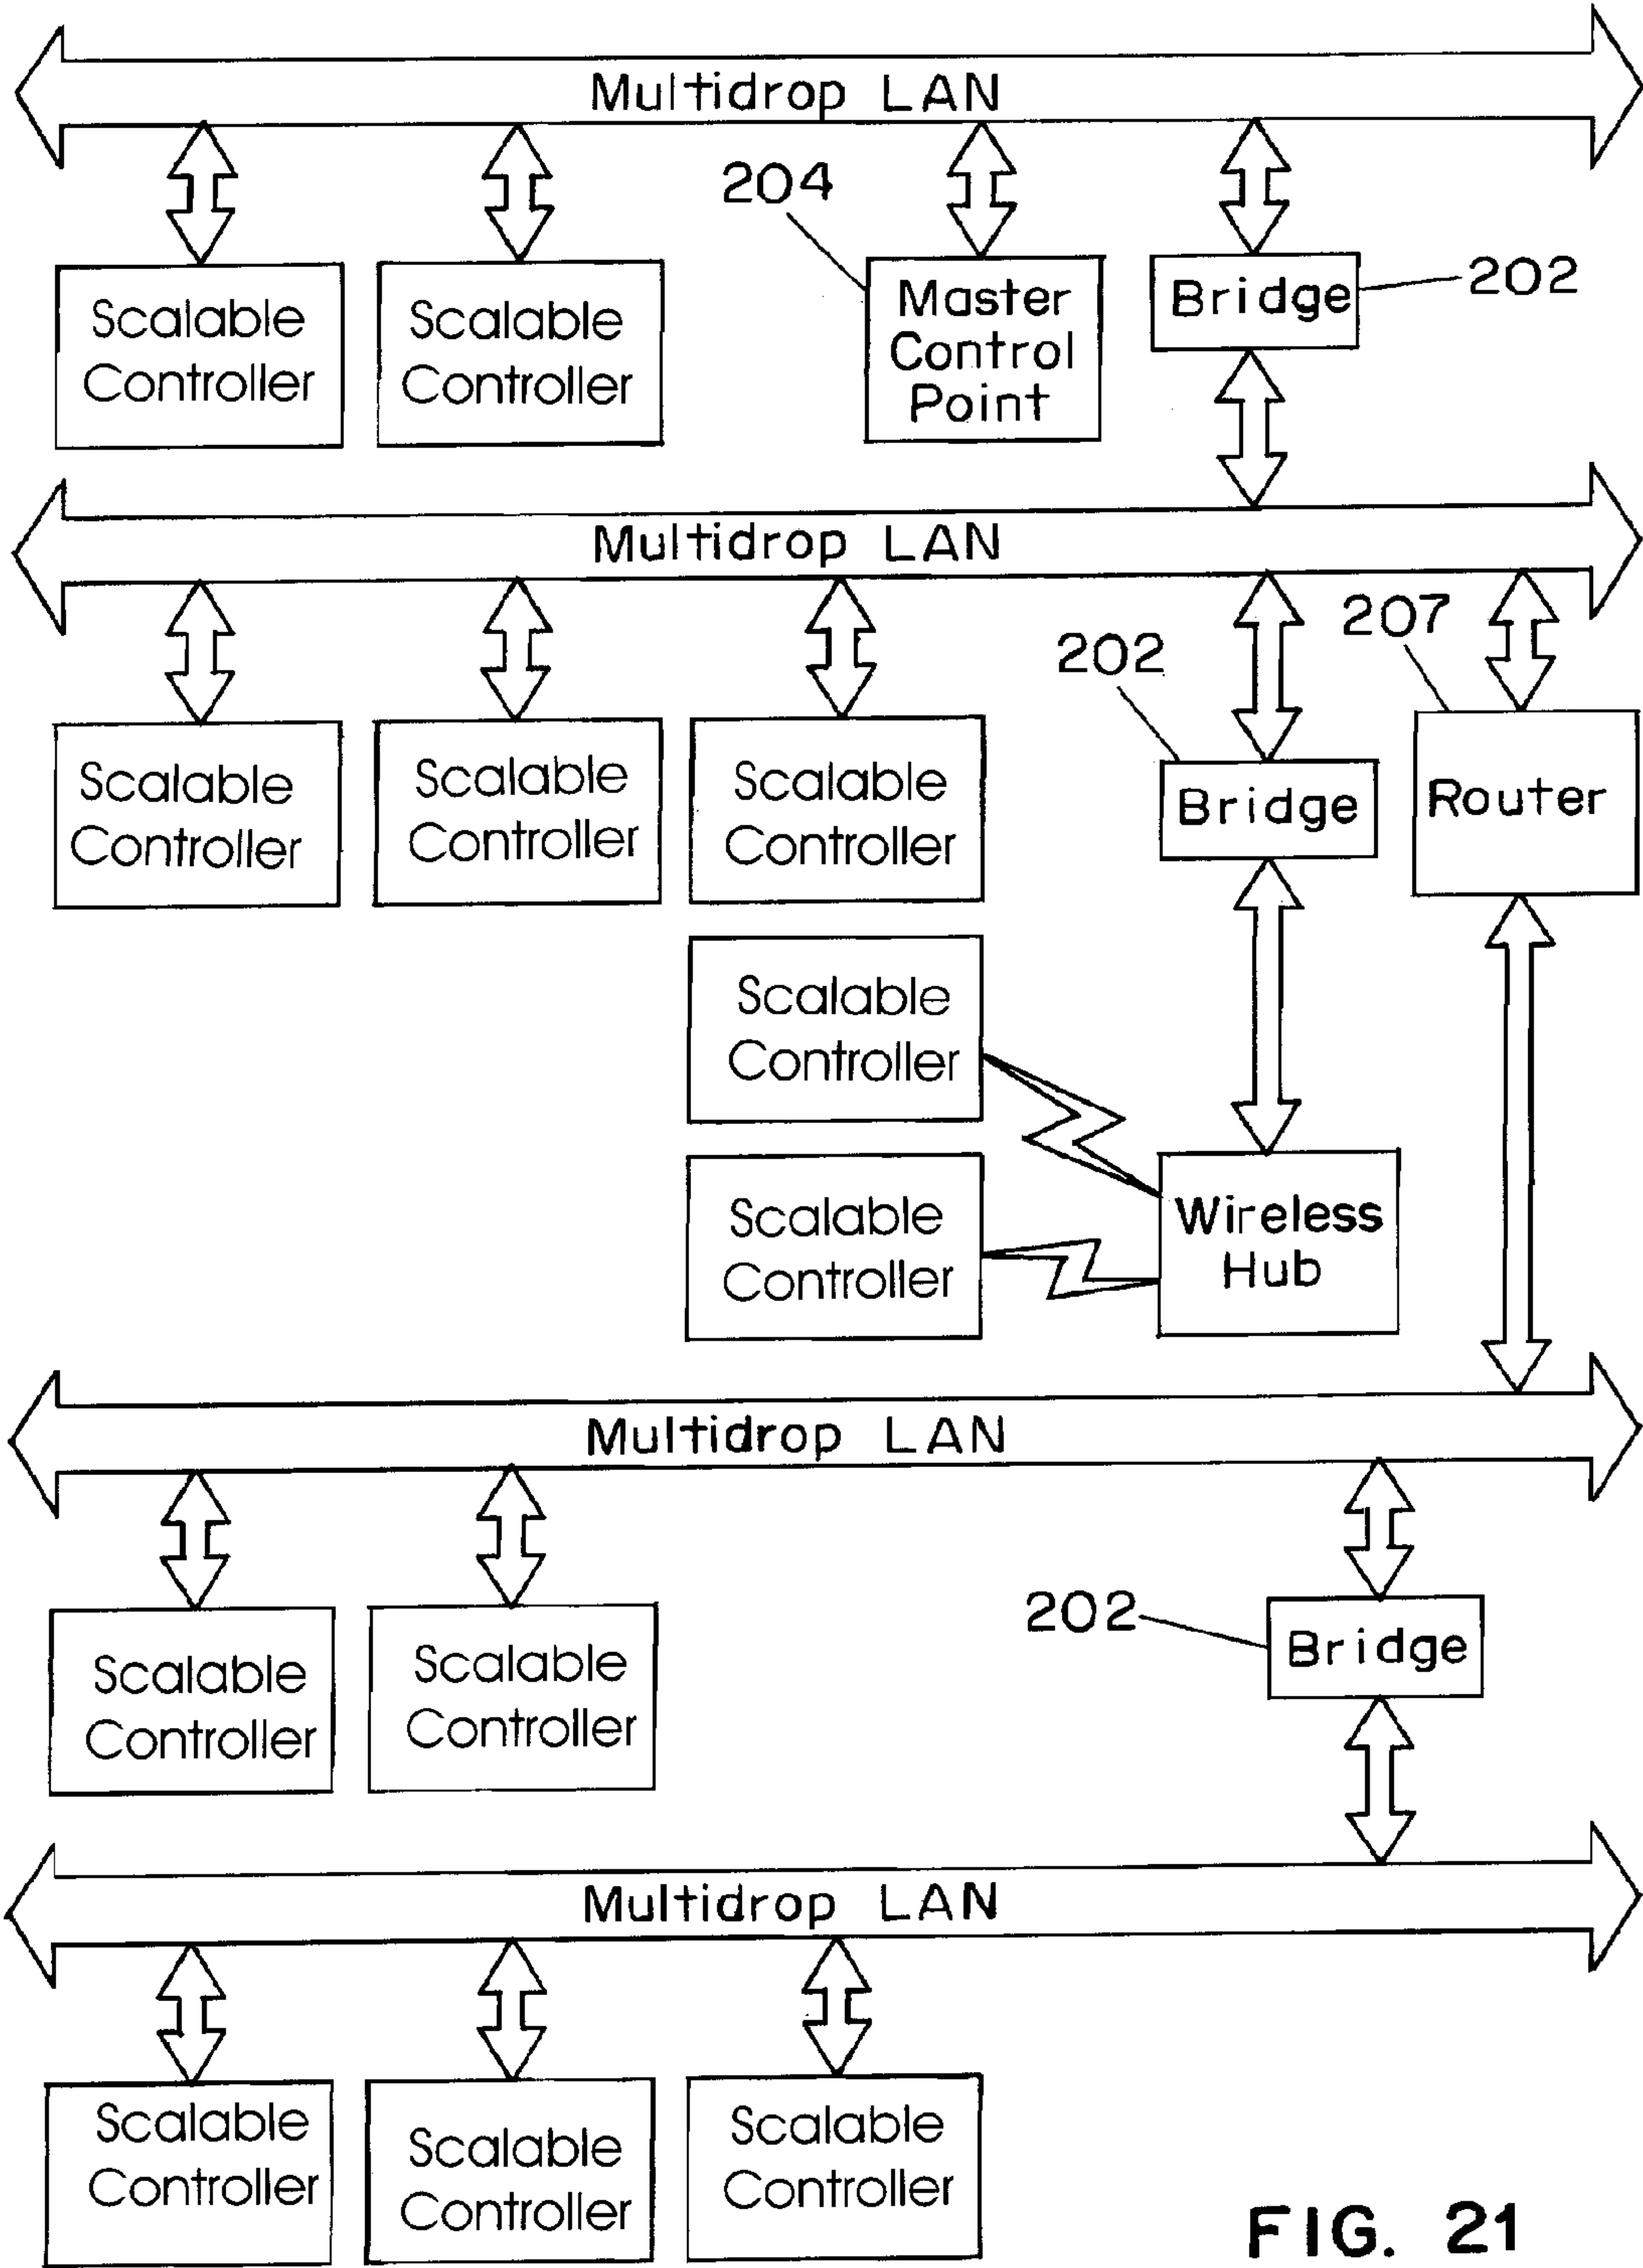 Multidrop LAN
204
202
Scalable
Controller
Scalable
Controller
Master
Control
Point
Bridge
Multidrop LAN
207
202
Scalable
Controller
Scalable
Controller
Scalable
Controller
Bridge
Router
Scalable
Controller
Scalable
Controller
Wireless
Hub
Multidrop LAN
202
Scalable
Controller
Scalable
Controller
Bridge
Multidrop LAN
Scalable
Controller
Scalable
Controller
Scalable
Controller
FIG. 21